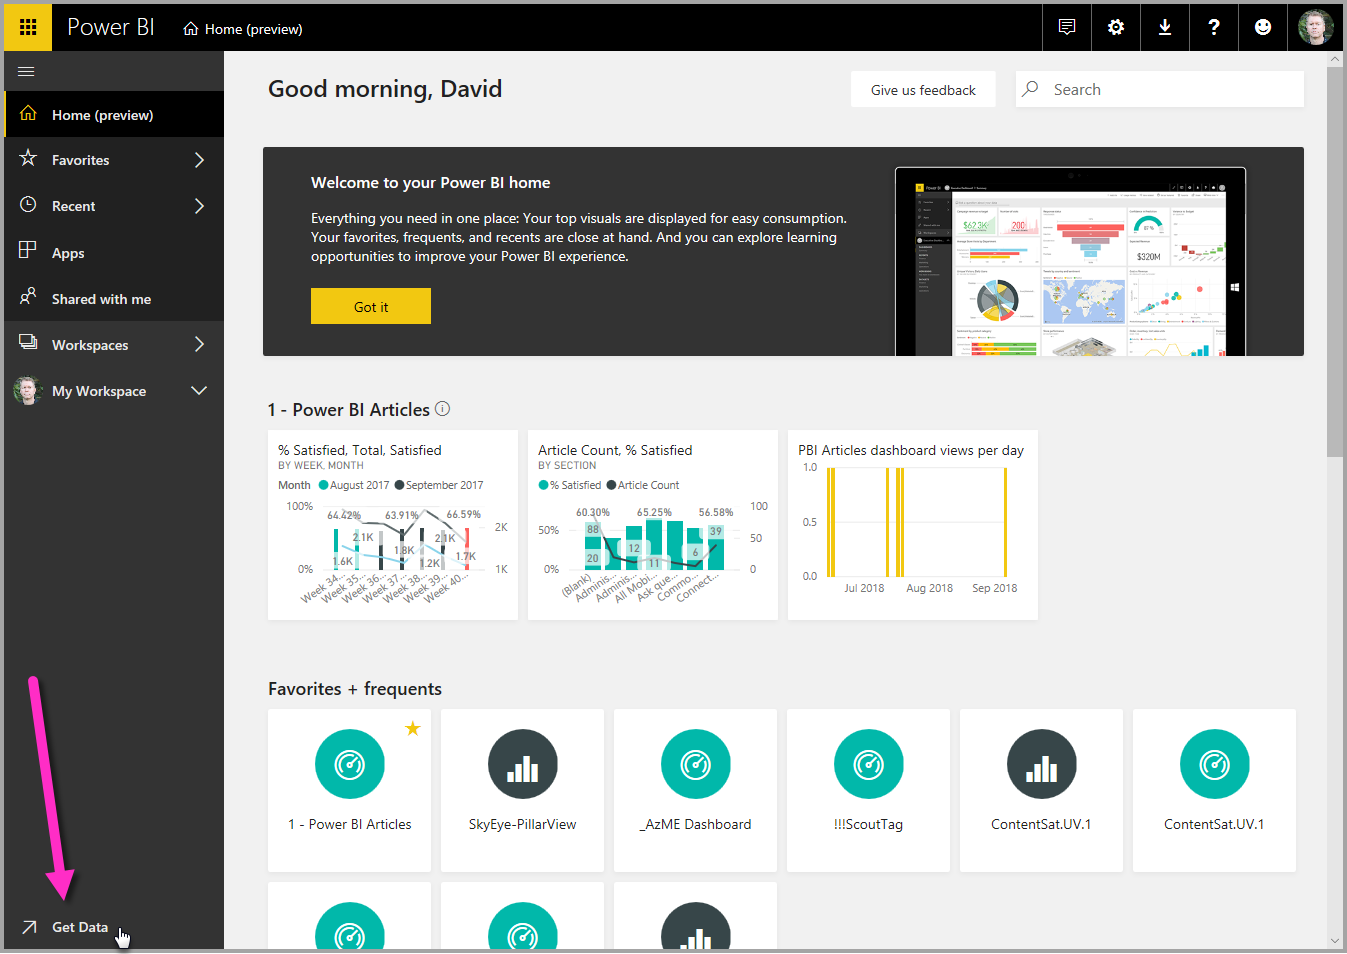 Power BI
Home (preview)
Home (preview)
Favorites
Recent
Apps
Shared with me
Workspaces
My Workspace
Get Data
Good morning, David
Give us feedback
Search
Welcome to your Power BI home
Everything you need in one place: Your top visuals are displayed for easy consumption.
Your favorites, frequents, and recents are close at hand. And you can explore learning
opportunities to improve your Power BI experience.
Got it
$62.3K
200
$320M
1 - Power BI Articles
% Satisfied, Total, Satisfied
BY WEEK, MONTH
Month August 2017 September 2017
100%
0%
2K
1K
64.42%
63.91%
66.59%
2.1K
2.1K
1.6K
1.8K
1.2K
1.7K
Week 34...
Week 35...
Week 36...
Week 37...
Week 38...
Week 39...
Week 40...
Article Count, % Satisfied
BY SECTION
% Satisfied Article Count
50%
0%
100
50
0
60.30%
65.25%
56.58%
88
20
12
11
6
39
(Blank)
Adminis...
Adminis...
All Mobi...
Ask que...
Commo...
Connect...
PBI Articles dashboard views per day
1.0
0.5
0.0
Jul 2018
Aug 2018
Sep 2018
Favorites + frequents
1 - Power BI Articles
SkyEye-PillarView
_AzME Dashboard
!!!ScoutTag
ContentSat.UV.1
ContentSat.UV.1